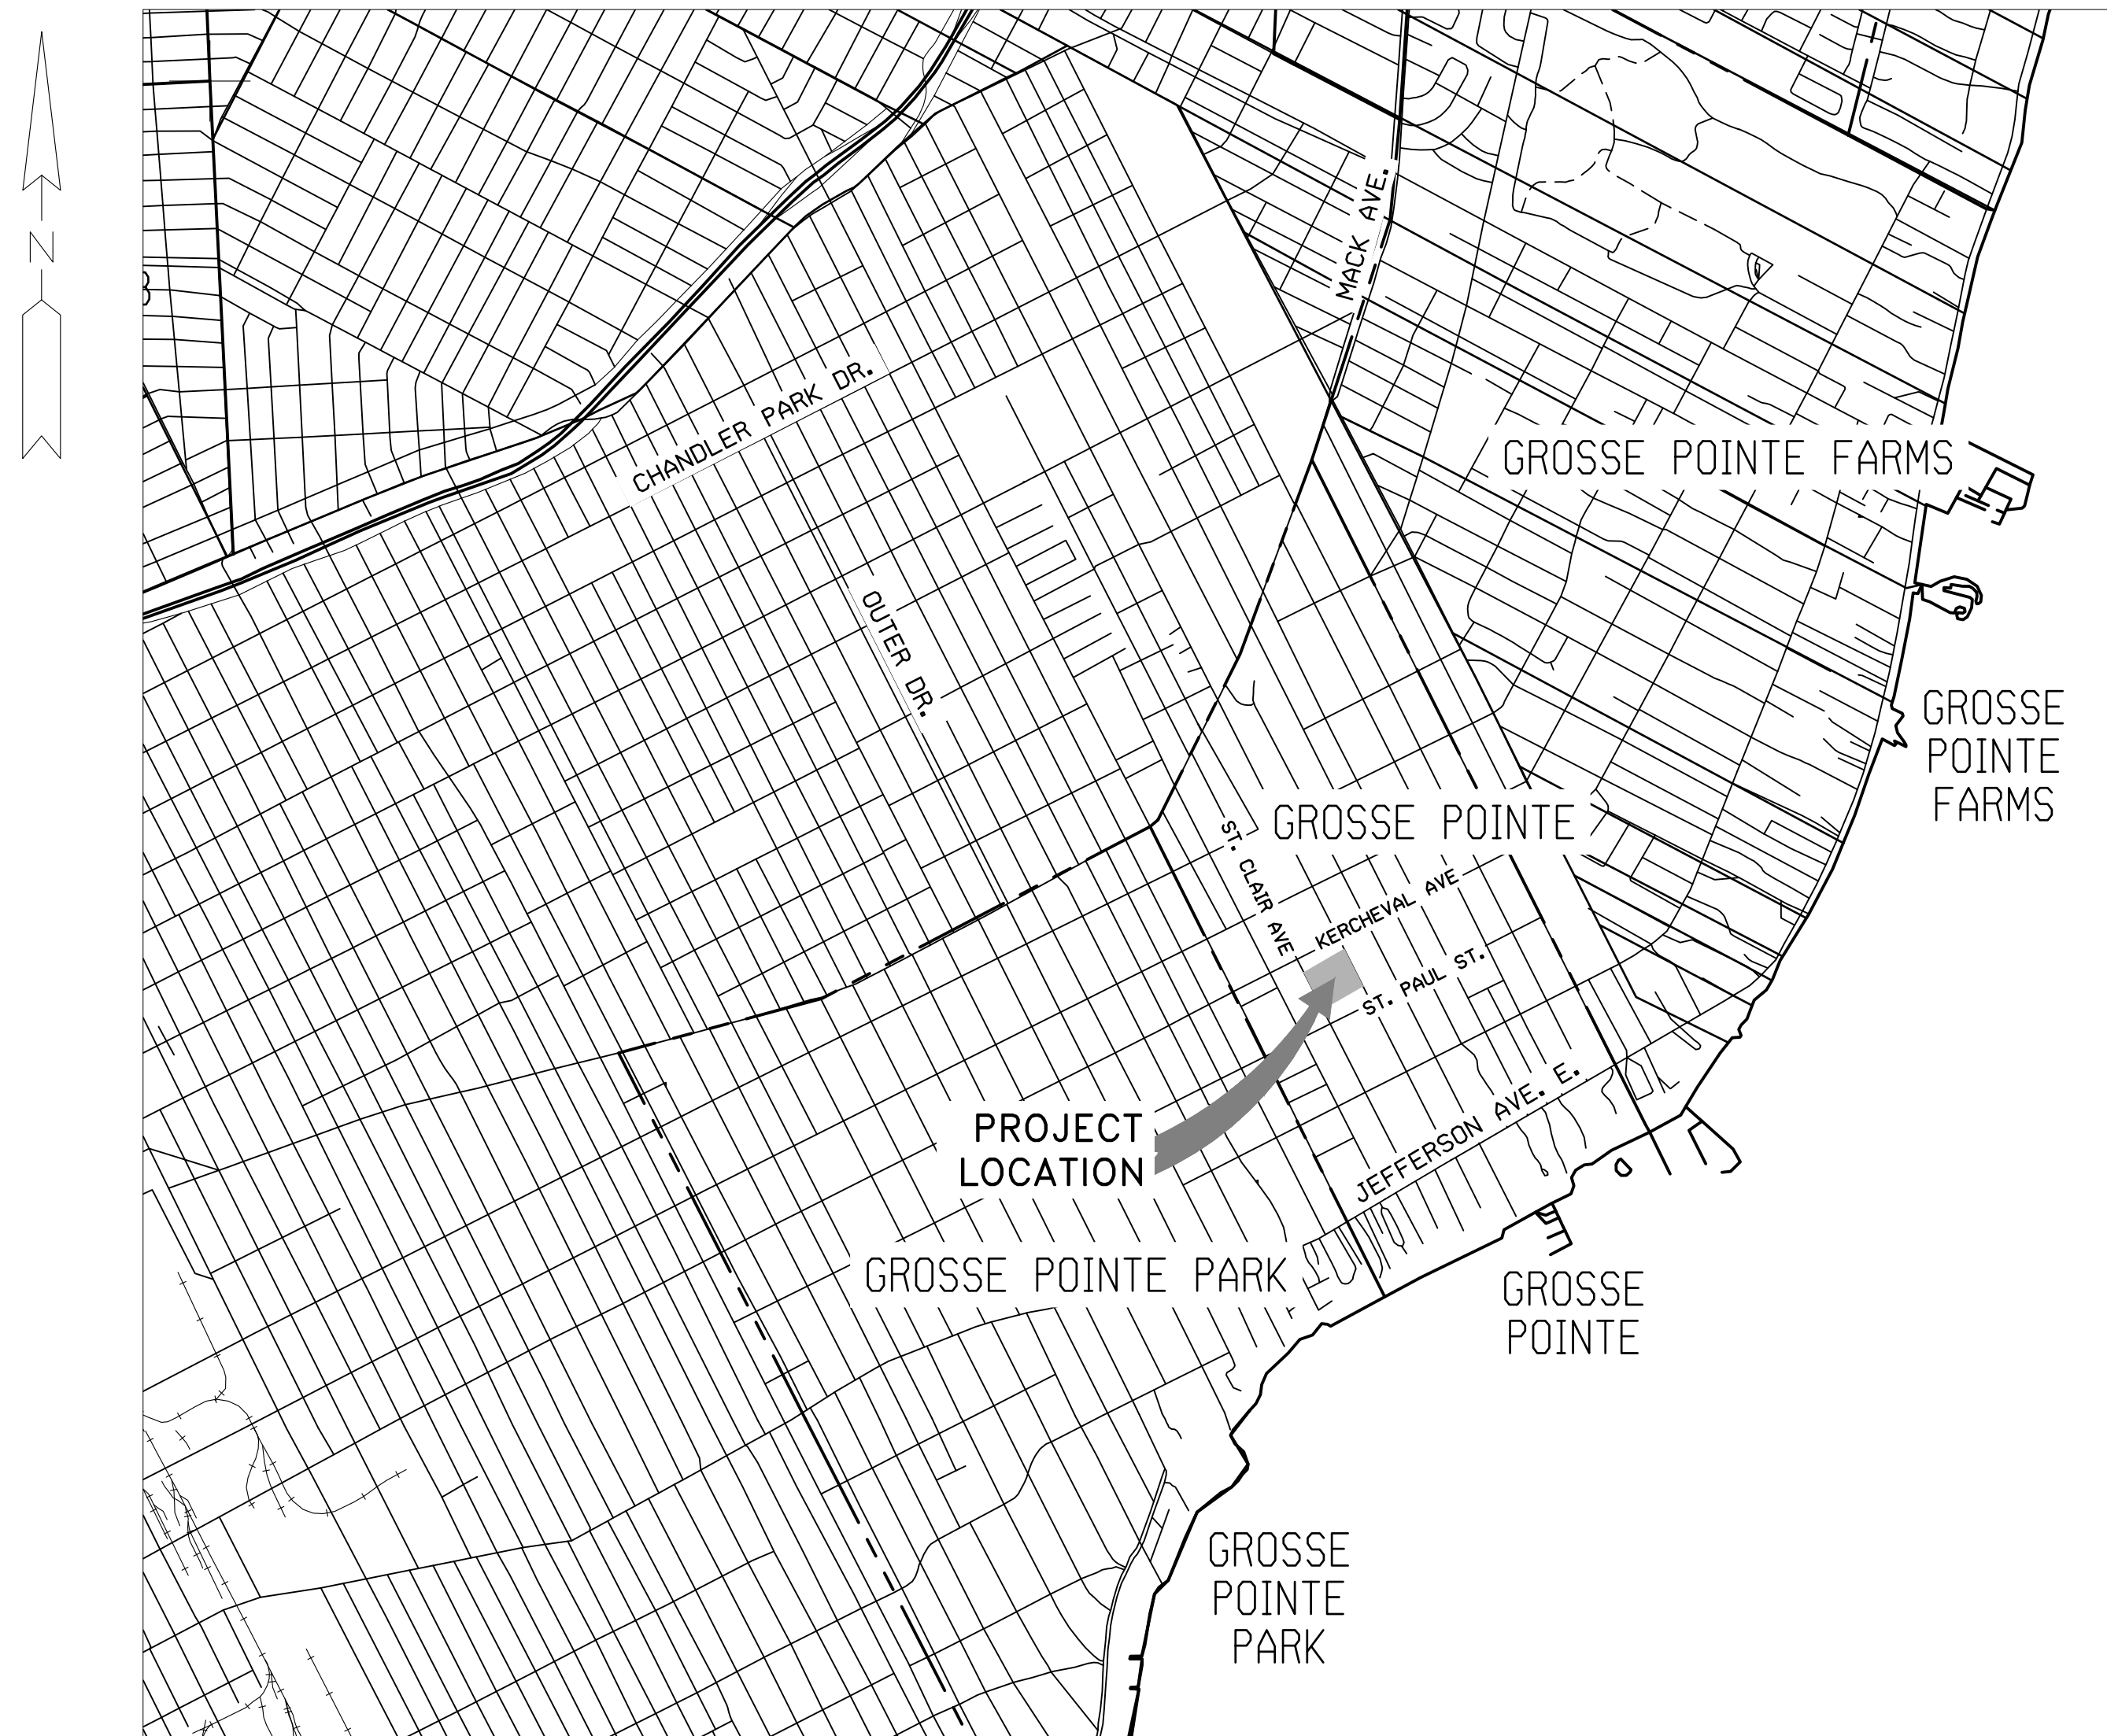 N
MACK AVE.
CHANDLER PARK DR.
GROSSE POINTE FARMS
OUTER DR.
GROSSE
POINTE
FARMS
GROSSE POINTE
ST. CLAIR AVE
KERCHEVAL AVE
ST. PAUL ST.
JEFFERSON AVE. E.
PROJECT
LOCATION
GROSSE POINTE PARK
GROSSE
POINTE
GROSSE
POINTE
PARK